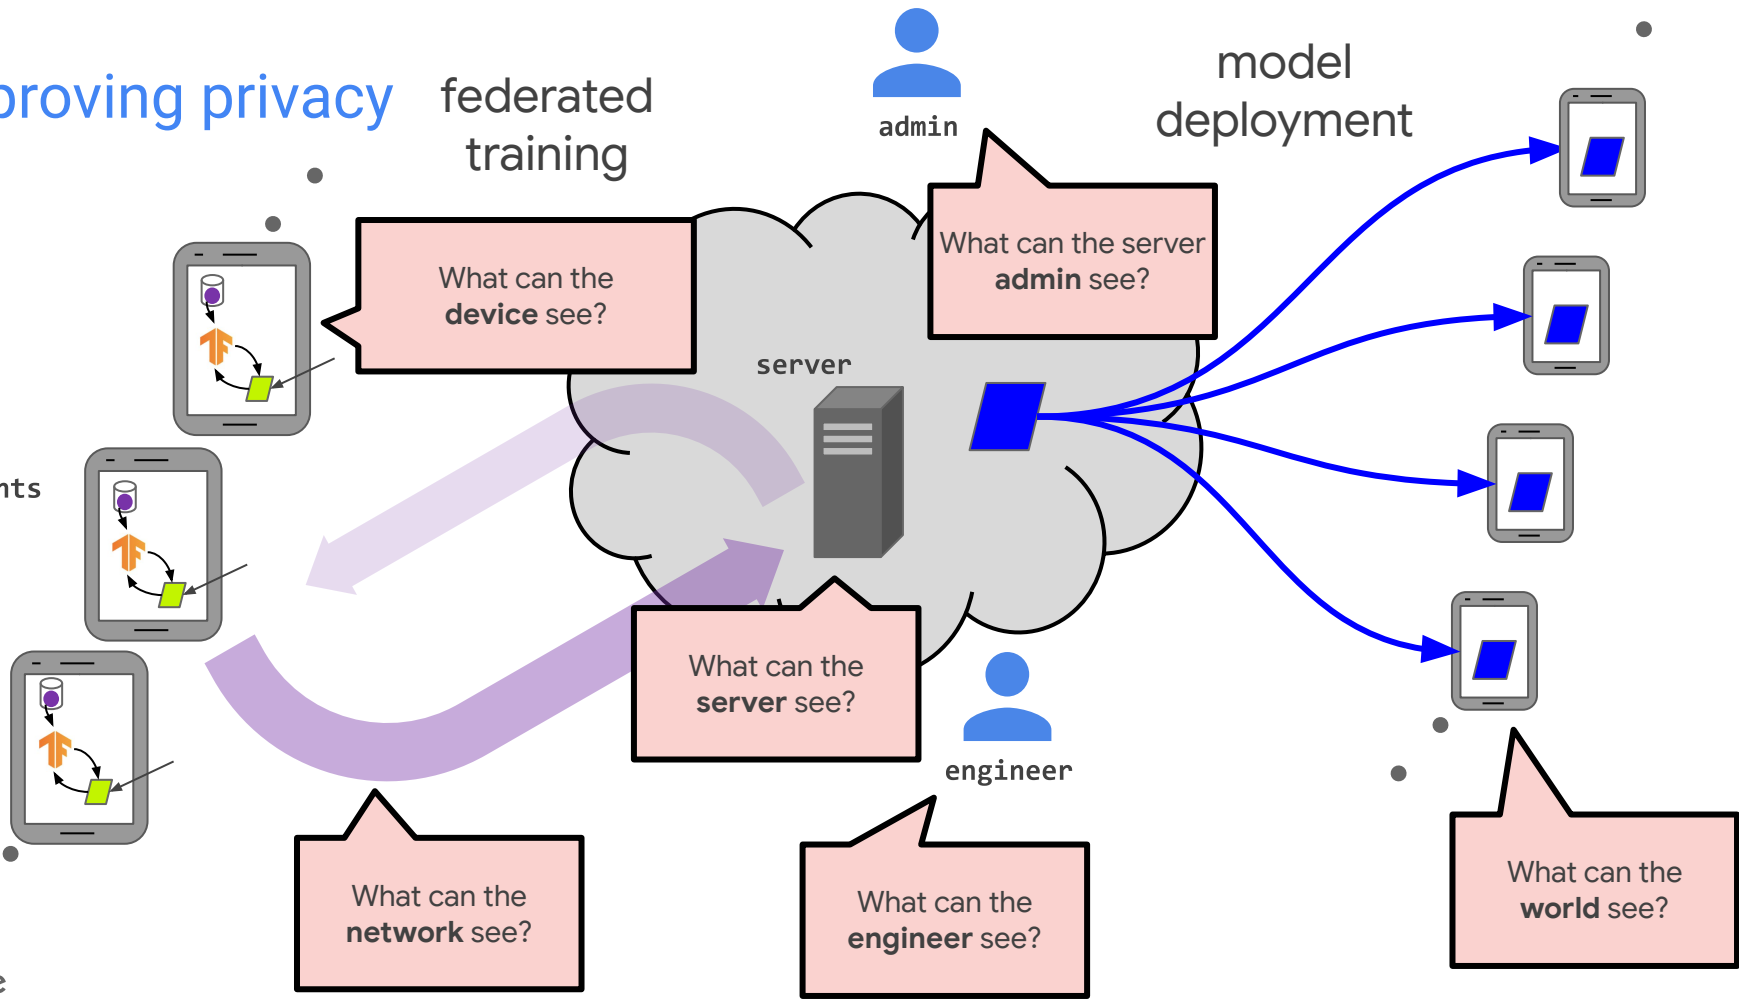 proving privacy
federated
training
admin
model
deployment
What can the
device see?
What can the server
admin see?
server
nts
What can the
server see?
engineer
What can the
network see?
What can the
engineer see?
What can the
world see?
e